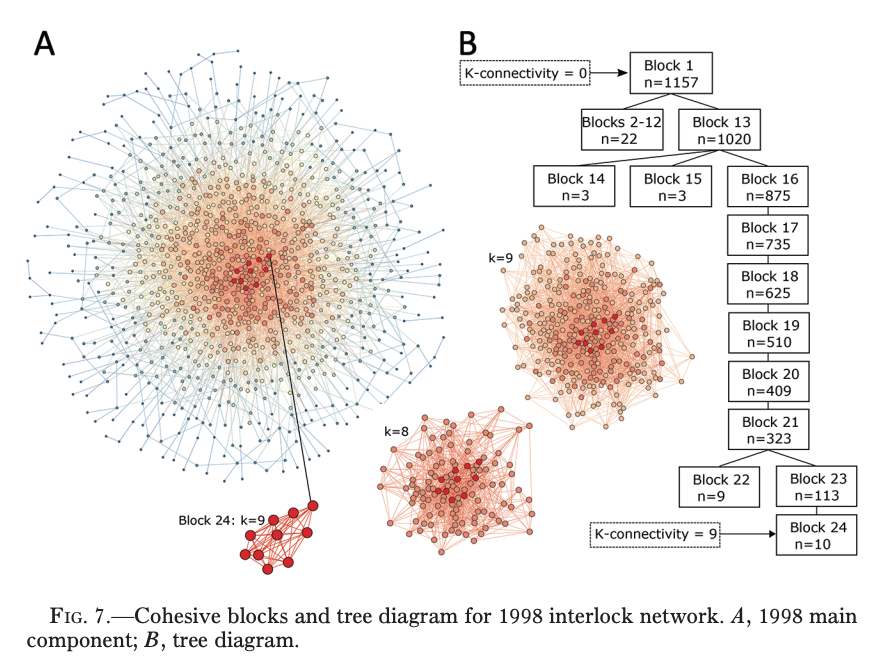 A
B
K-connectivity = 0
Block 1
n=1157
Blocks 2-12
n=22
Block 13
n=1020
Block 14
n=3
Block 15
n=3
Block 16
n=875
Block 17
n=735
k=9
Block 18
n=625
Block 19
n=510
Block 20
n=409
k=8
Block 21
n=323
Block 22
n=9
Block 23
n=113
Block 24: k=9
K-connectivity = 9
Block 24
n=10
FIG. 7.—Cohesive blocks and tree diagram for 1998 interlock network. A, 1998 main
component; B, tree diagram.